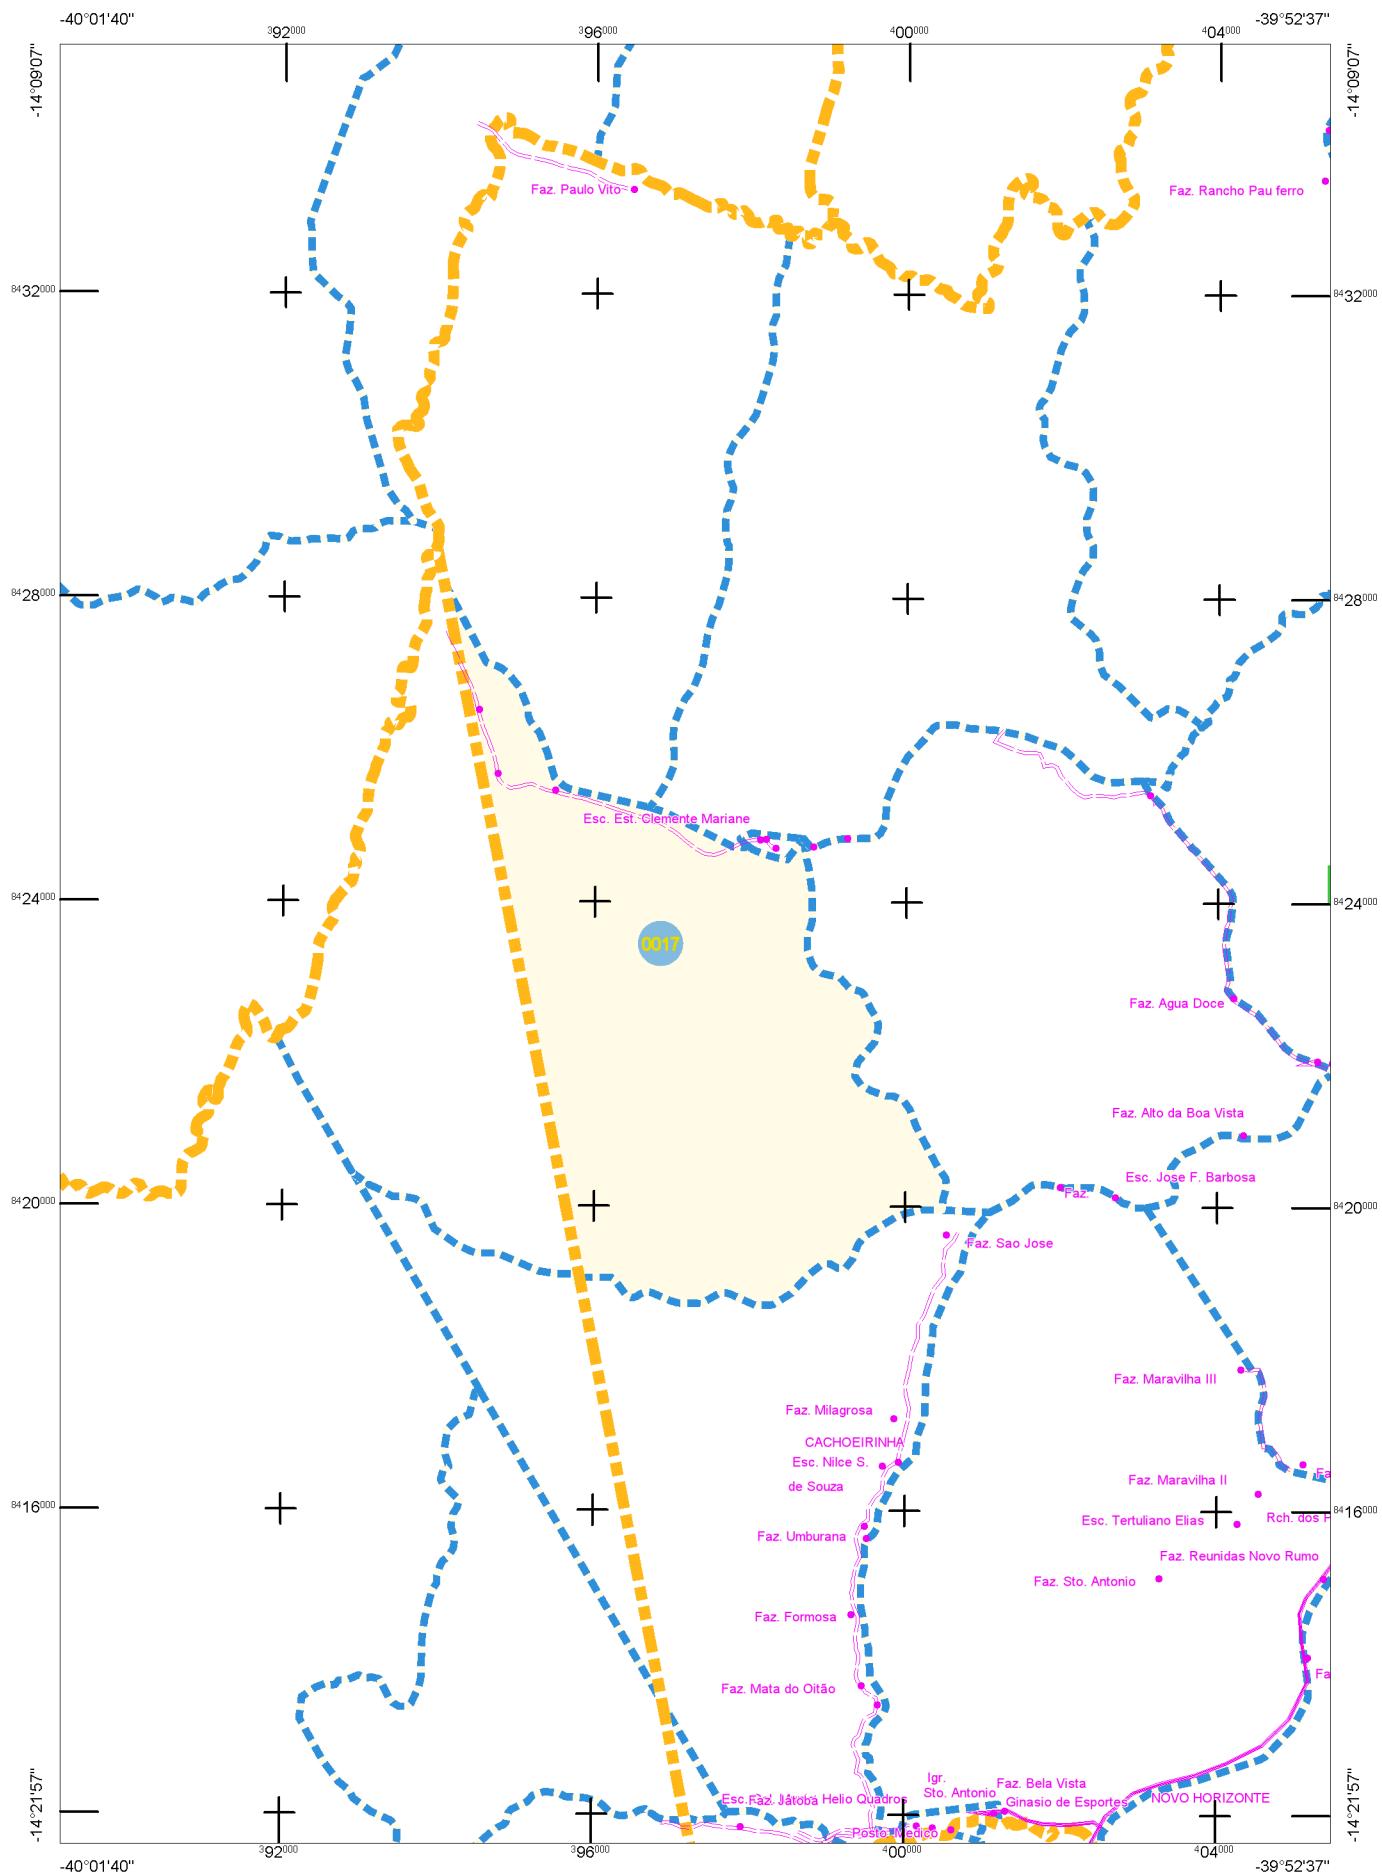 -40°01'40"
-39°52'37"
392000
396000
400000
404000
-14°09'07"
-14°09'07"
Faz. Paulo Vito
Faz. Rancho Pau ferro
8432000
8432000
8428000
8428000
Esc. Est. Clemente Mariane
8424000
8424000
0017
Faz. Agua Doce
Faz. Alto da Boa Vista
Esc. Jose F. Barbosa
Faz.
8420000
8420000
Faz. Sao Jose
Faz. Maravilha III
Faz. Milagrosa
CACHOEIRINHA
Esc. Nilce S.
de Souza
Fa
Faz. Maravilha II
8416000
8416000
Esc. Tertuliano Elias
Rch. dos
Faz. Umburana
Faz. Reunidas Novo Rumo
Faz. Sto. Antonio
Faz. Formosa
Fa
Faz. Mata do Oitão
Igr.
Sto. Antonio
Faz. Bela Vista
Ginasio de Esportes
NOVO HORIZONTE
Esc.
Helio Quadros
Faz. Jatoba
Posto Medico
-14°21'57"
-14°21'57"
392000
396000
400000
404000
-40°01'40"
-39°52'37"